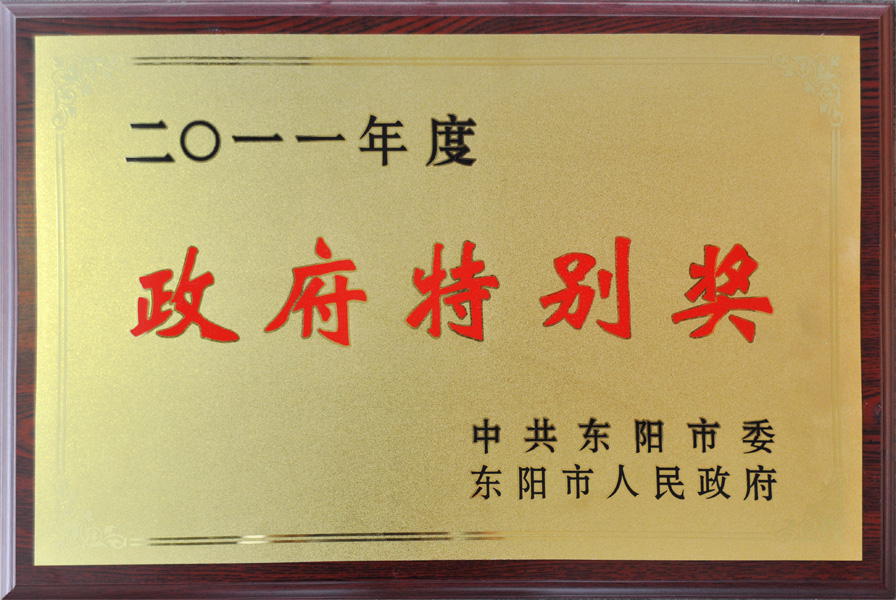 二〇一一年度
政府特别奖
中共东阳市委
东阳市人民政府